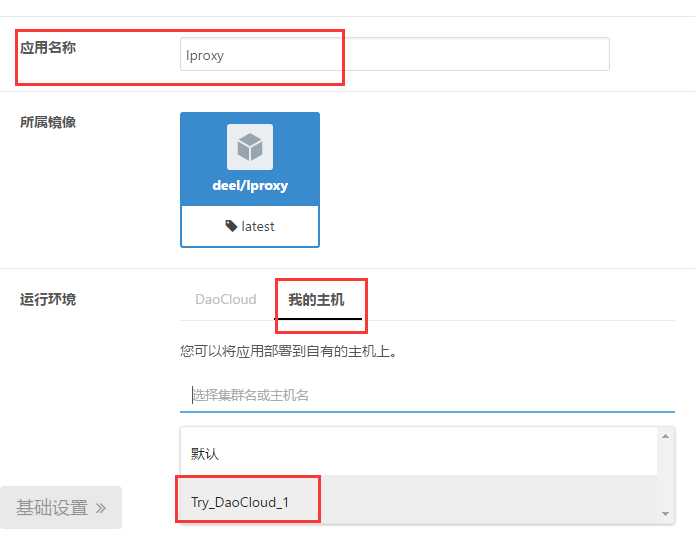 应用名称
lproxy
所属镜像
deel/lproxy
latest
运行环境
DaoCloud 我的主机
您可以将应用部署到自有的主机上。
选择集群名或主机名
默认
Try_DaoCloud_1
基础设置 »